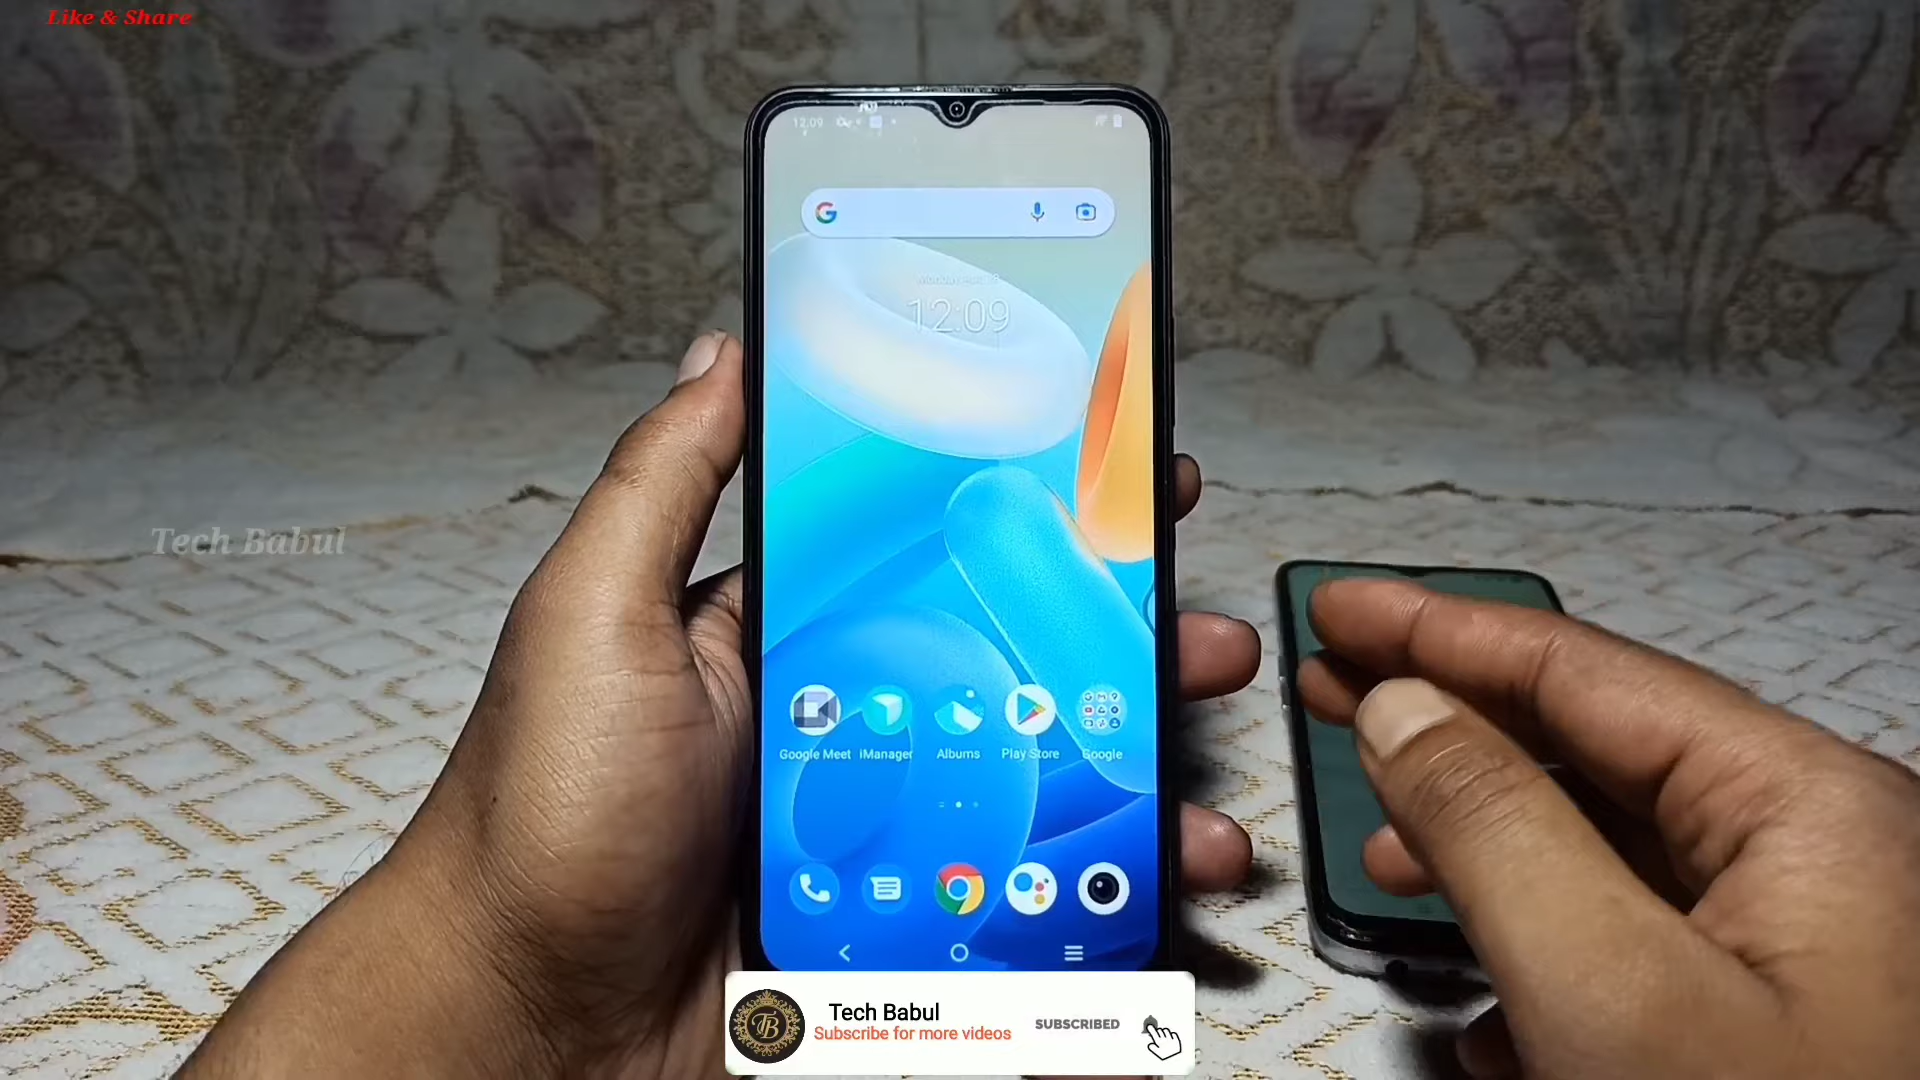 Like & Share
12:09
12:09
Google Meet iManager Albums Play Store Google
Tech Babul
TB
Tech Babul
Subscribe for more videos
SUBSCRIBED